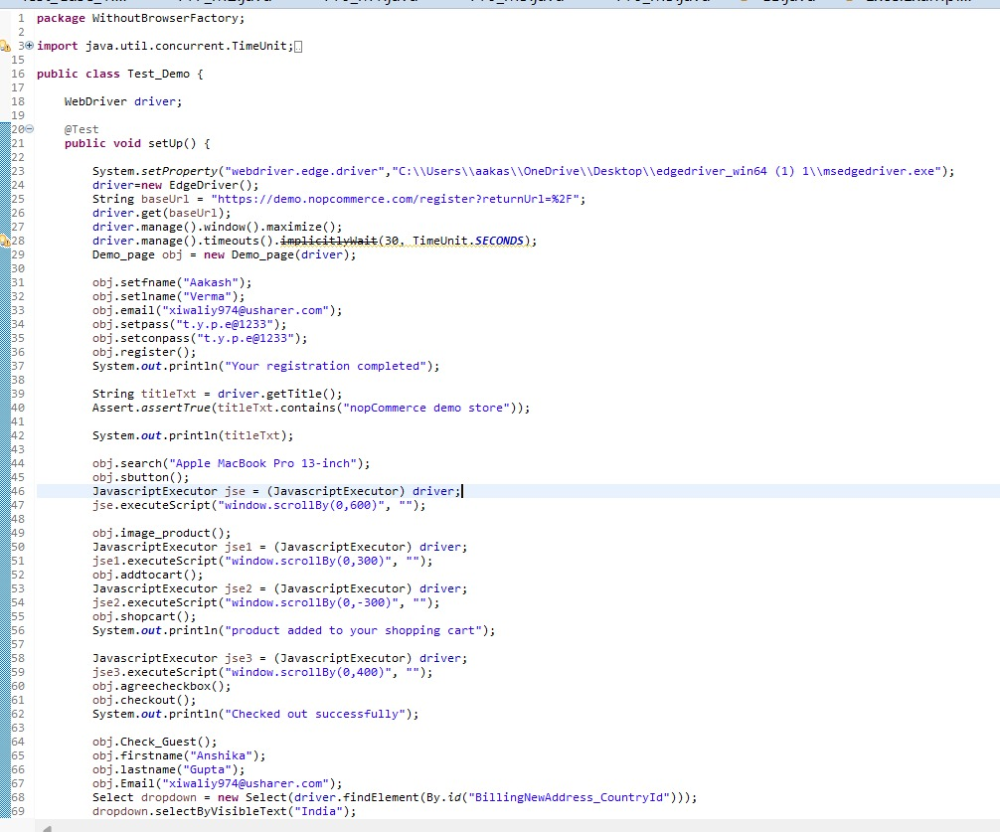 1 package WithoutBrowserFactory;
2
3 import java.util.concurrent.TimeUnit;
15
16 public class Test_Demo {
17
18 WebDriver driver;
19
20 @Test
21 public void setUp() {
22
23 System.setProperty("webdriver.edge.driver","C:\\Users\\aakas\\OneDrive\\Desktop\\edgedriver_win64 (1) 1\\msedgedriver.exe");
24 driver=new EdgeDriver();
25 String baseUrl = "https://demo.nopcommerce.com/register?returnUrl=%2F";
26 driver.get(baseUrl);
27 driver.manage().window().maximize();
28 driver.manage().timeouts().implicitlyWait(30, TimeUnit.SECONDS);
29 Demo_page obj = new Demo_page(driver);
30
31 obj.setfname("Aakash");
32 obj.setlname("Verma");
33 obj.email("xiwaliy974@usharer.com");
34 obj.setpass("t.y.p.e@1233");
35 obj.setconpass("t.y.p.e@1233");
36 obj.register();
37 System.out.println("Your registration completed");
38
39 String titleTxt = driver.getTitle();
40 Assert.assertTrue(titleTxt.contains("nopCommerce demo store"));
41
42 System.out.println(titleTxt);
43
44 obj.search("Apple MacBook Pro 13-inch");
45 obj.sbutton();
46 JavascriptExecutor jse = (JavascriptExecutor) driver;
47 jse.executeScript("window.scrollBy(0,600)", "");
48
49 obj.image_product();
50 JavascriptExecutor jse1 = (JavascriptExecutor) driver;
51 jse1.executeScript("window.scrollBy(0,300)", "");
52 obj.addtocart();
53 JavascriptExecutor jse2 = (JavascriptExecutor) driver;
54 jse2.executeScript("window.scrollBy(0,-300)", "");
55 obj.shopcart();
56 System.out.println("product added to your shopping cart");
57
58 JavascriptExecutor jse3 = (JavascriptExecutor) driver;
59 jse3.executeScript("window.scrollBy(0,400)", "");
60 obj.agreecheckbox();
61 obj.checkout();
62 System.out.println("Checked out successfully");
63
64 obj.Check_Guest();
65 obj.firstname("Anshika");
66 obj.lastname("Gupta");
67 obj.Email("xiwaliy974@usharer.com");
68 Select dropdown = new Select(driver.findElement(By.id("BillingNewAddress_CountryId")));
69 dropdown.selectByVisibleText("India");